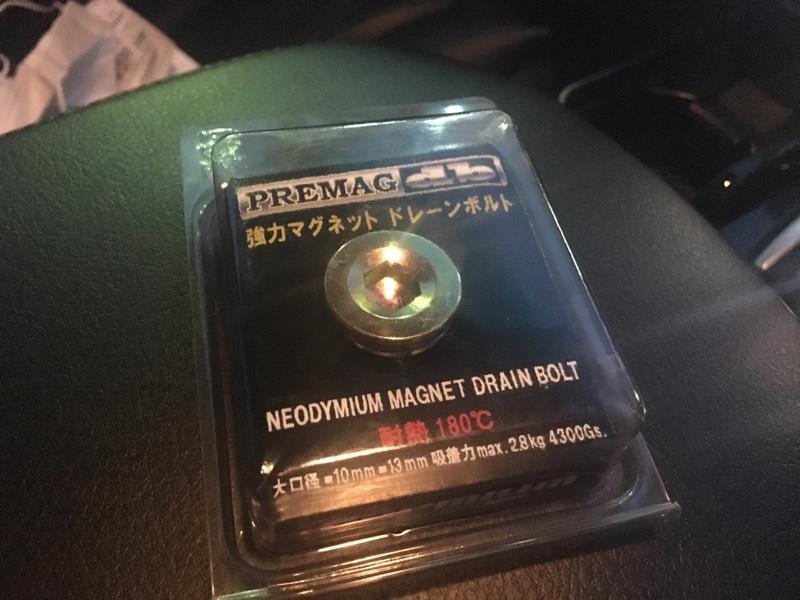 PREMAG db
強力マグネット ドレーンボルト
NEODYMIUM MAGNET DRAIN BOLT
耐熱 180℃
大口径 ■10mm ■13mm 吸着力max. 2.8kg 4300Gs.